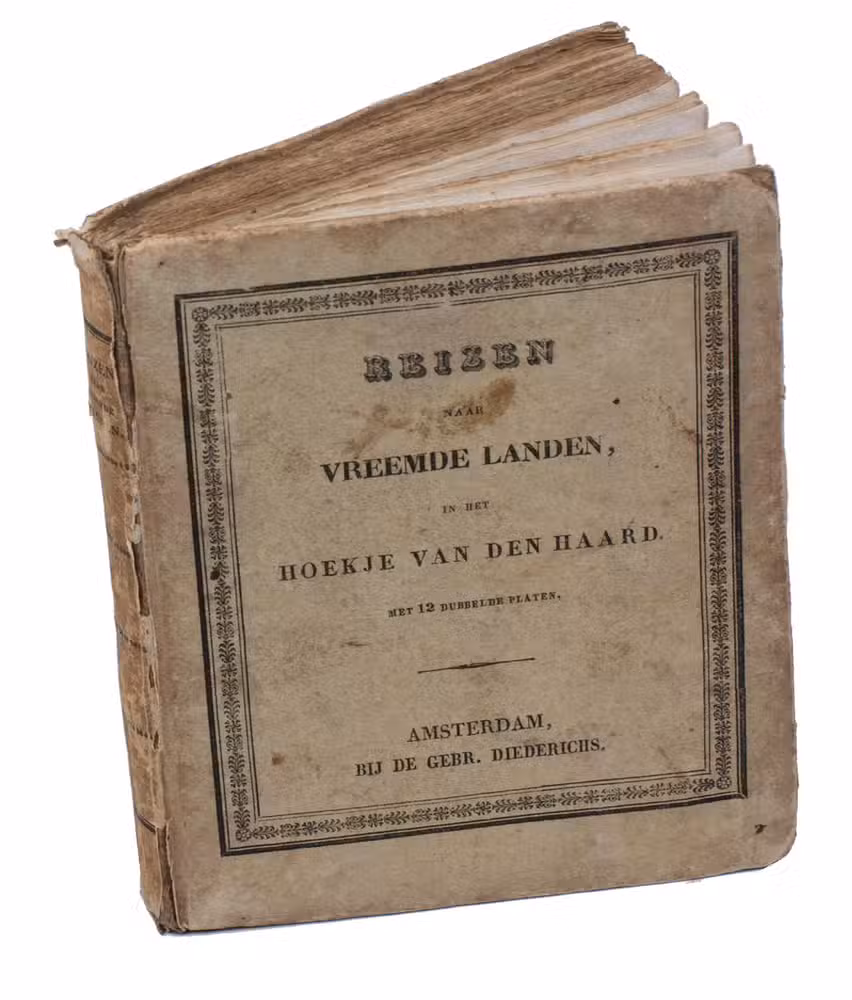 REIZEN
NAAR
VREEMDE LANDEN,
IN HET
HOEKJE VAN DEN HAARD.
MET 12 DUBBELDE PLATEN,
AMSTERDAM,
BIJ DE GEBR. DIEDERICHS.